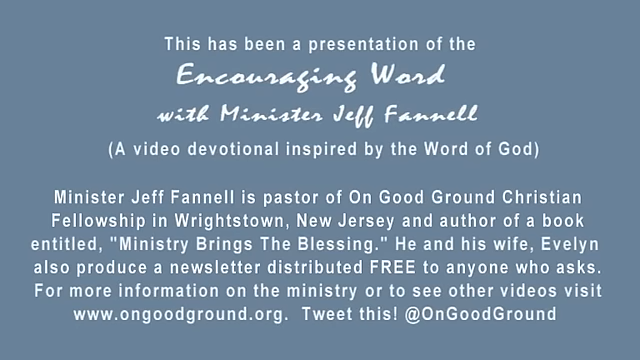 This has been a presentation of the
Encouraging Word
with Minister Jeff Fannell
(A video devotional inspired by the Word of God)
Minister Jeff Fannell is pastor of On Good Ground Christian
Fellowship in Wrightstown, New Jersey and author of a book
entitled, "Ministry Brings The Blessing." He and his wife, Evelyn
also produce a newsletter distributed FREE to anyone who asks.
For more information on the ministry or to see other videos visit
www.ongoodground.org. Tweet this! @OnGoodGround